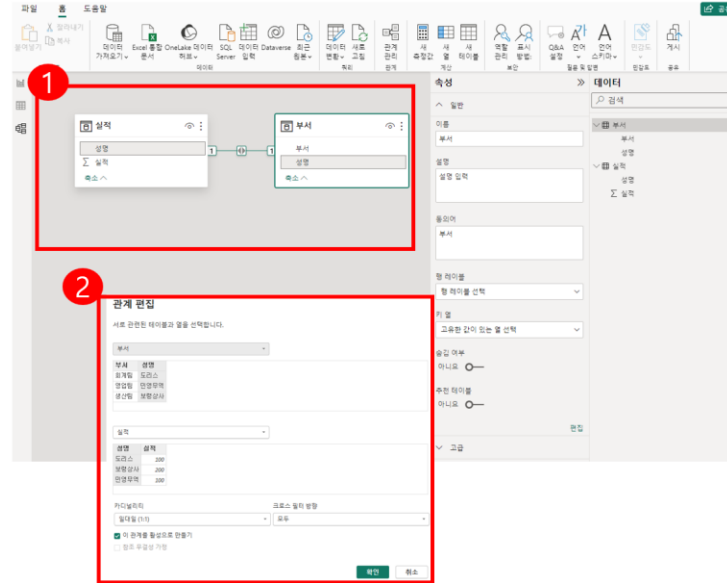 파일 홈 도움말
공유
붙여넣기
잘라내기
복사
데이터 가져오기
Excel 통합 문서
OneLake 데이터 허브
SQL Server
데이터 입력
Dataverse
최근 원본
데이터 변환
새로 고침
관계 관리
새 측정값
새 열
새 테이블
역할 관리
표시 방법:
Q&A 설정
언어
언어 스키마
민감도
게시
데이터
쿼리
관계
계산
보안
질문 및 답변
민감도
공유
1
실적
성명
∑ 실적
축소
1
1
부서
부서
성명
축소
속성
일반
이름
부서
설명
설명 입력
동의어
부서
행 레이블
행 레이블 선택
키 열
고유한 값이 있는 열 선택
숨김 여부
아니요
추천 테이블
아니요
편집
고급
데이터
검색
부서
부서
성명
실적
성명
∑ 실적
2
관계 편집
서로 관련된 테이블과 열을 선택합니다.
부서
부서 성명
회계팀 도라스
영업팀 만영무역
생산팀 보람상사
실적
성명 실적
도라스 100
보람상사 200
만영무역 300
카디널리티
일대일 (1:1)
크로스 필터 방향
모두
이 관계를 활성으로 만들기
참조 무결성 가정
확인
취소